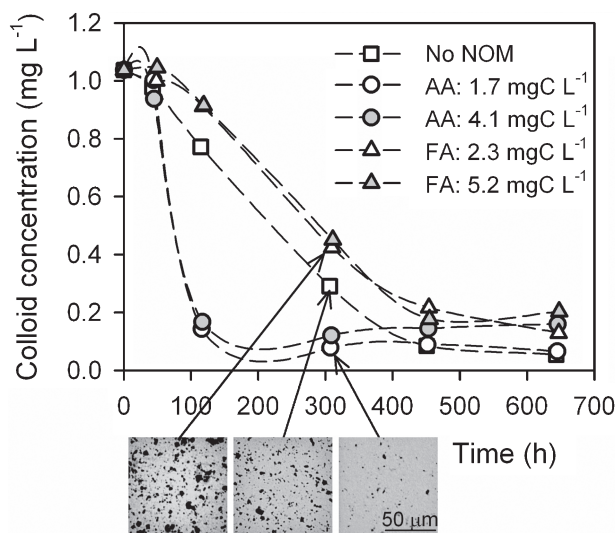 Colloid concentration (mg L⁻¹)
1.2
1.0
0.8
0.6
0.4
0.2
0.0
No NOM
AA: 1.7 mgC L⁻¹
AA: 4.1 mgC L⁻¹
FA: 2.3 mgC L⁻¹
FA: 5.2 mgC L⁻¹
0 100 200 300 400 500 600 700
Time (h)
50 µm